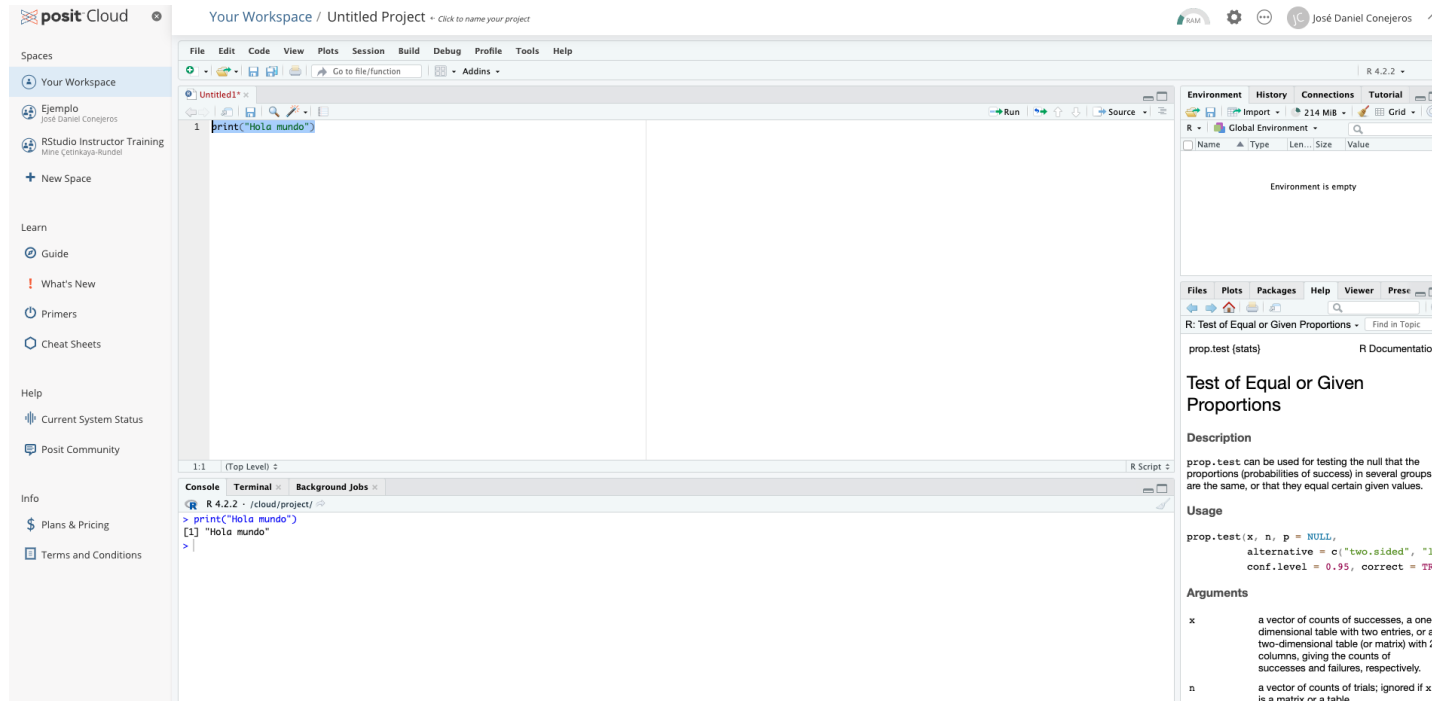 posit Cloud
Your Workspace / Untitled Project • Click to name your project
RAM
JC José Daniel Conejeros
Spaces
Your Workspace
Ejemplo
José Daniel Conejeros
RStudio Instructor Training
Mine Çetinkaya-Rundel
New Space
Learn
Guide
What's New
Primers
Cheat Sheets
Help
Current System Status
Posit Community
Info
Plans & Pricing
Terms and Conditions
File Edit Code View Plots Session Build Debug Profile Tools Help
Go to file/function Addins
R 4.2.2
Untitled1*
Run Source
1 print("Hola mundo")
1:1 (Top Level) R Script
Console Terminal Background Jobs
R 4.2.2 · /cloud/project/
> print("Hola mundo")
[1] "Hola mundo"
>
Environment History Connections Tutorial
Import 214 MiB Grid
R Global Environment
Name Type Len... Size Value
Environment is empty
Files Plots Packages Help Viewer Prese
R: Test of Equal or Given Proportions Find in Topic
prop.test {stats} R Documentatio
Test of Equal or Given
Proportions
Description
prop.test can be used for testing the null that the
proportions (probabilities of success) in several groups
are the same, or that they equal certain given values.
Usage
prop.test(x, n, p = NULL,
alternative = c("two.sided", "l
conf.level = 0.95, correct = TR
Arguments
x a vector of counts of successes, a one
dimensional table with two entries, or a
two-dimensional table (or matrix) with 2
columns, giving the counts of
successes and failures, respectively.
n a vector of counts of trials; ignored if x
is a matrix or a table.